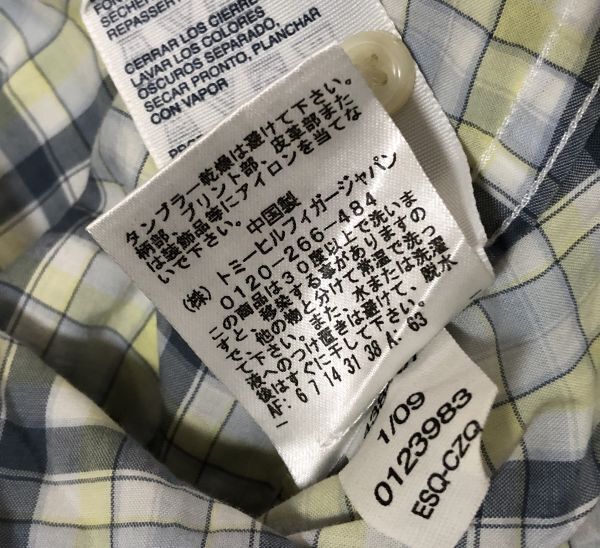 SECHER
REPASSER
CERRAR LOS CIERRE
LAVAR LOS COLORES
OSCUROS SEPARADO.
SECAR PRONTO, PLANCHAR
CON VAPOR
タンブラー乾燥は避けて下さい。
柄部、プリント部、皮革部また
は装飾品等にアイロンを当てな
いで下さい。
中国製
(株) トミーヒルフィガージャパン
0120-266-484
この商品は30度以上で洗いま
すと、移染する事がありますの
で、他の物と分けて常温で洗っ
て下さい。また、水または洗濯
液へのつけ置きは避けて、脱水
後はすぐに干して下さい。
AF: 6 7 14 31 38 A: 63
1/09
0123983
ESQ-CZQ